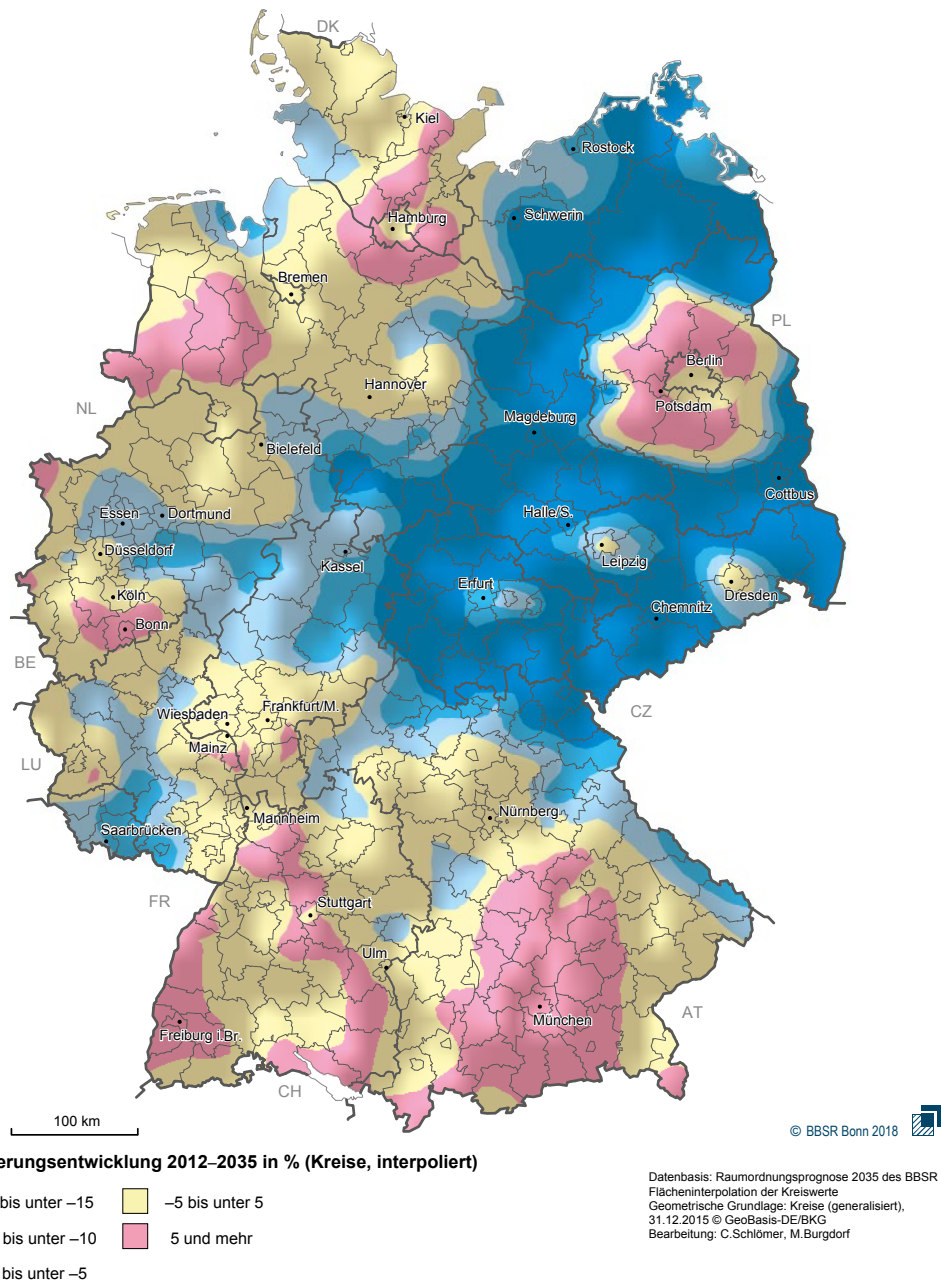 DK
Kiel
Rostock
Schwerin
Hamburg
Bremen
PL
Berlin
Hannover
Potsdam
NL
Magdeburg
Bielefeld
Cottbus
Essen
Dortmund
Halle/S.
Düsseldorf
Leipzig
Kassel
Erfurt
Dresden
Köln
Chemnitz
Bonn
BE
Wiesbaden
Frankfurt/M.
CZ
Mainz
LU
Mannheim
Nürnberg
Saarbrücken
FR
Stuttgart
Ulm
AT
München
Freiburg i.Br.
CH
100 km
© BBSR Bonn 2018
erungsentwicklung 2012–2035 in % (Kreise, interpoliert)
bis unter –15
–5 bis unter 5
bis unter –10
5 und mehr
bis unter –5
Datenbasis: Raumordnungsprognose 2035 des BBSR
Flächeninterpolation der Kreiswerte
Geometrische Grundlage: Kreise (generalisiert),
31.12.2015 © GeoBasis-DE/BKG
Bearbeitung: C.Schlömer, M.Burgdorf